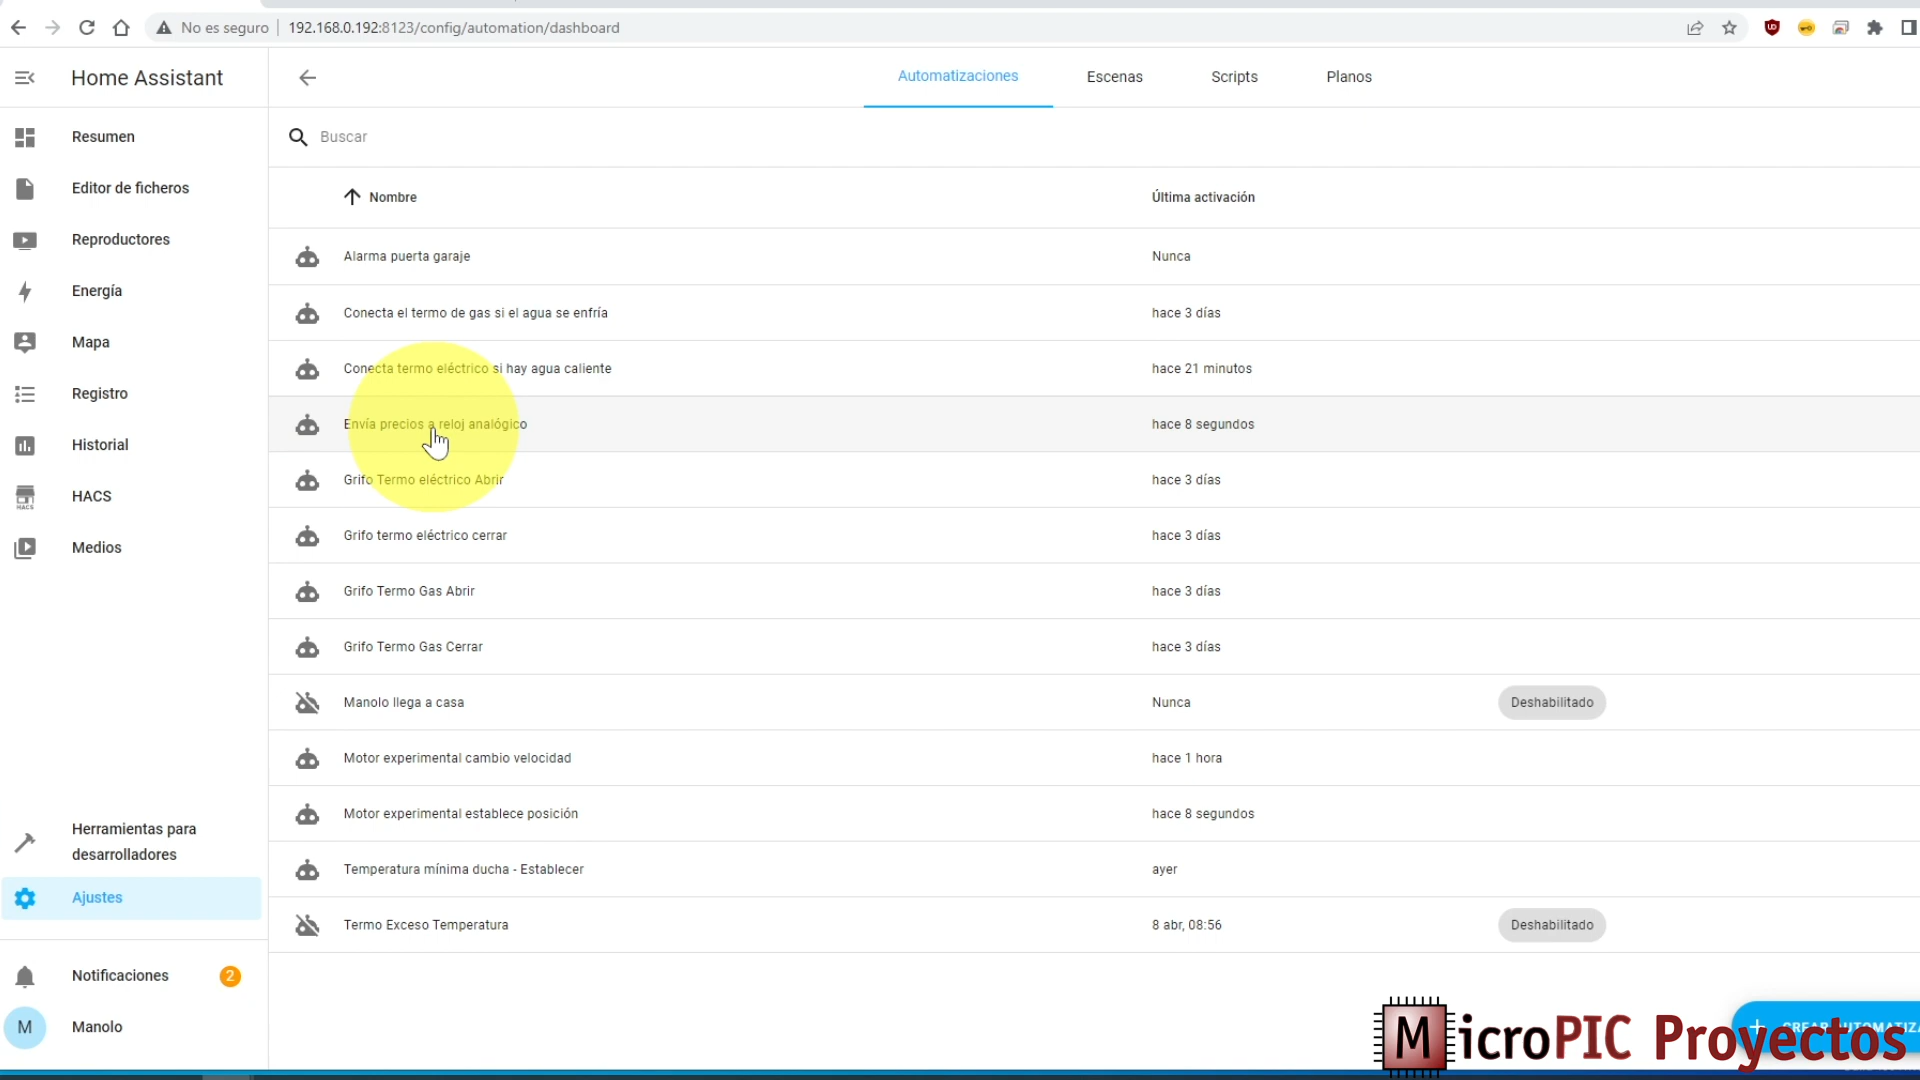 No es seguro
192.168.0.192:8123/config/automation/dashboard
Home Assistant
Automatizaciones
Escenas
Scripts
Planos
Resumen
Editor de ficheros
Reproductores
Energía
Mapa
Registro
Historial
HACS
HACS
Medios
Herramientas para
desarrolladores
Ajustes
Notificaciones
2
M
Manolo
Buscar
Nombre
Última activación
Alarma puerta garaje
Nunca
Conecta el termo de gas si el agua se enfría
hace 3 días
Conecta termo eléctrico si hay agua caliente
hace 21 minutos
Envía precios a reloj analógico
hace 8 segundos
Grifo Termo eléctrico Abrir
hace 3 días
Grifo termo eléctrico cerrar
hace 3 días
Grifo Termo Gas Abrir
hace 3 días
Grifo Termo Gas Cerrar
hace 3 días
Manolo llega a casa
Nunca
Deshabilitado
Motor experimental cambio velocidad
hace 1 hora
Motor experimental establece posición
hace 8 segundos
Temperatura mínima ducha - Establecer
ayer
Termo Exceso Temperatura
8 abr, 08:56
Deshabilitado
MicroPIC Proyectos